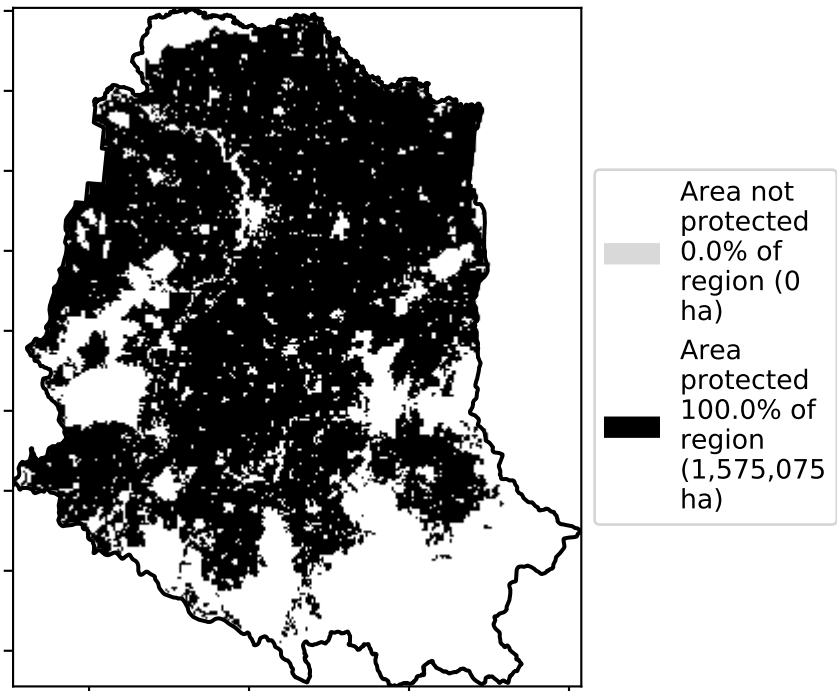 Area not
protected
0.0% of
region (0
ha)
Area
protected
100.0% of
region
(1,575,075
ha)